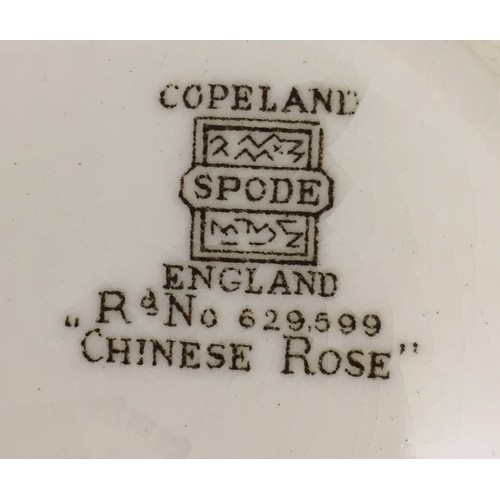 COPELAND
SPODE
ENGLAND
„Rd No 629,599
CHINESE ROSE”